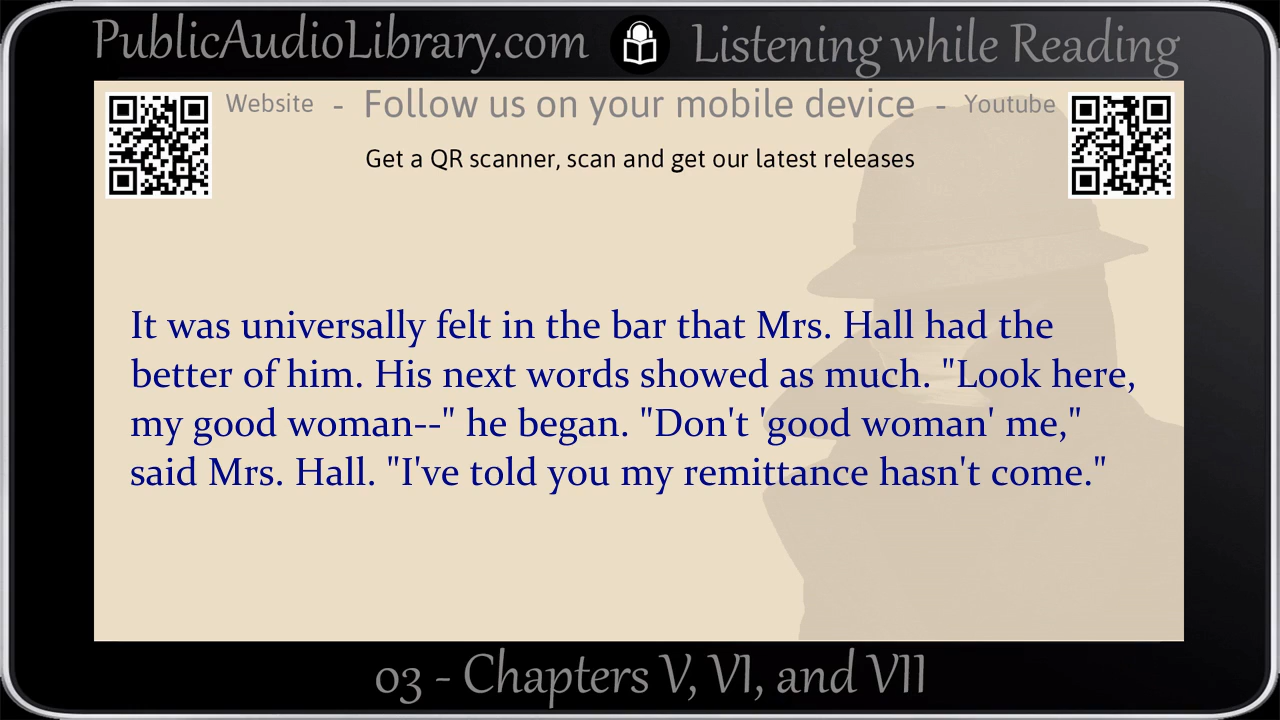 PublicAudioLibrary.com Listening while Reading
Website - Follow us on your mobile device - Youtube
Get a QR scanner, scan and get our latest releases
It was universally felt in the bar that Mrs. Hall had the
better of him. His next words showed as much. "Look here,
my good woman--" he began. "Don't 'good woman' me,"
said Mrs. Hall. "I've told you my remittance hasn't come."
03 - Chapters V, VI, and VII